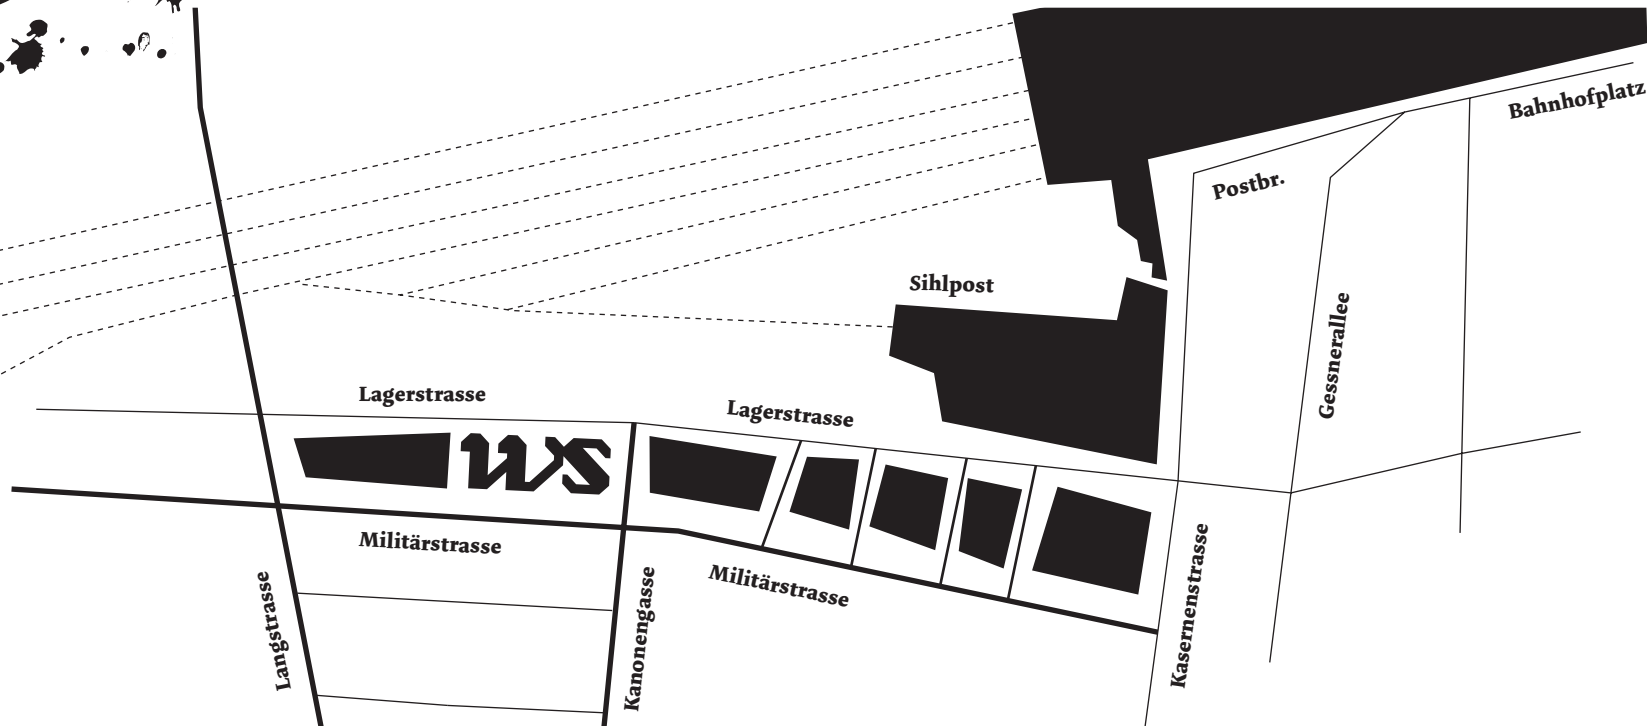 Bahnhofplatz
Postbr.
Sihlpost
Gessnerallee
Lagerstrasse
Lagerstrasse
WS
Militärstrasse
Militärstrasse
Langstrasse
Kanonengasse
Kasernenstrasse